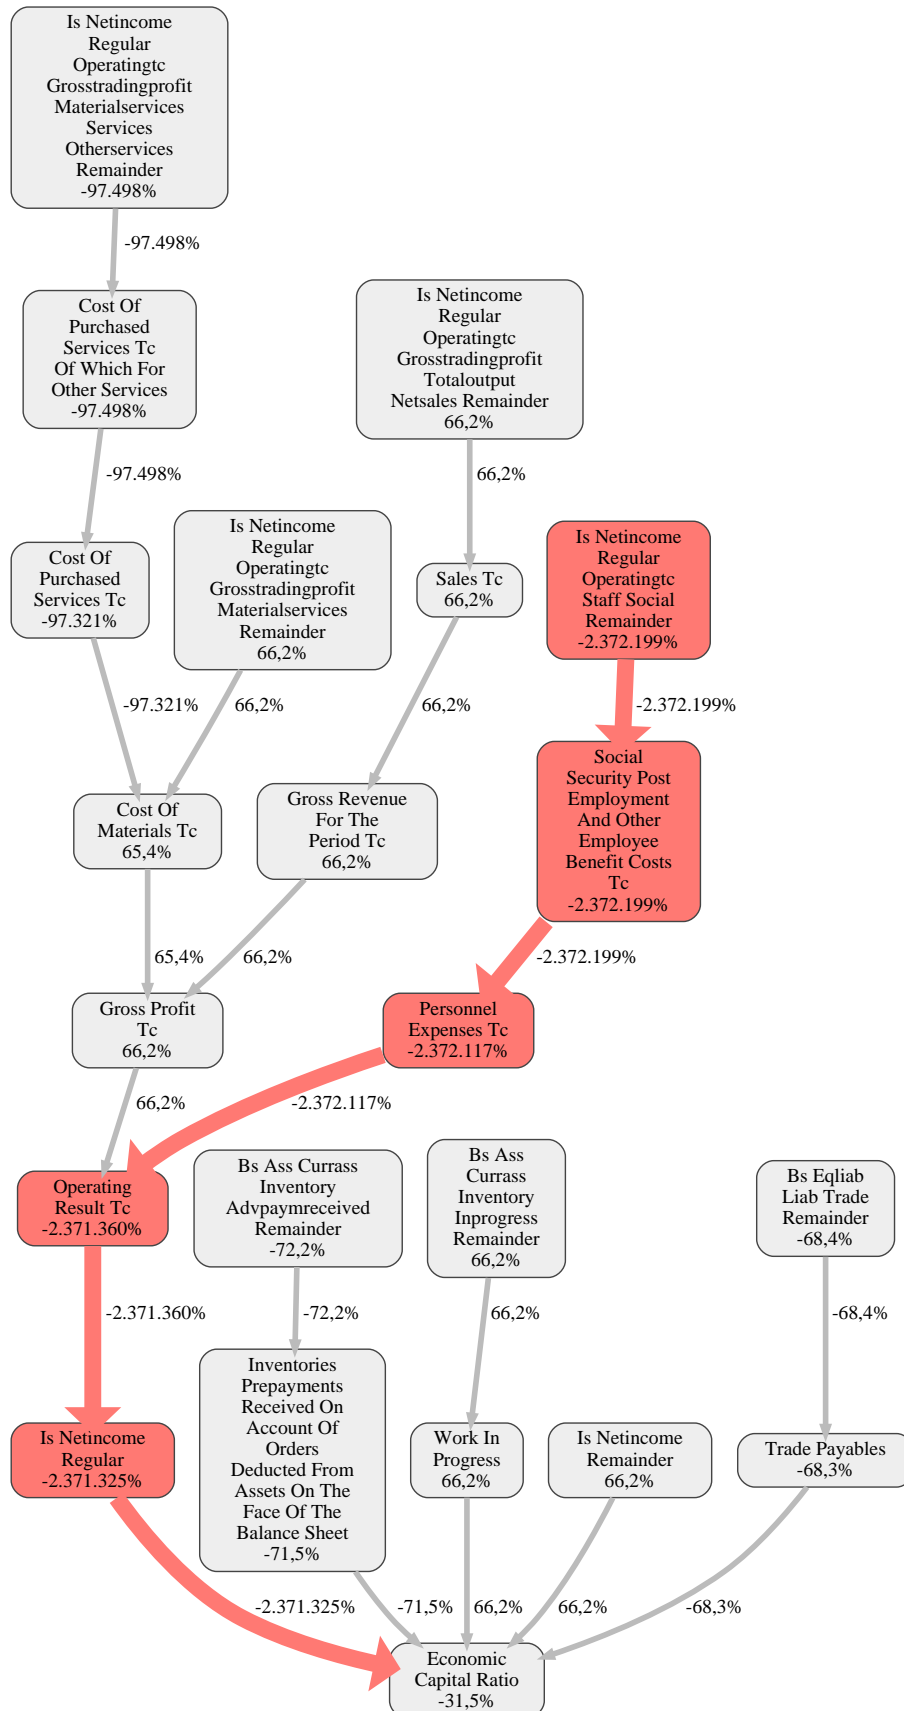 Is Netincome
Regular
Operatingtc
Grosstradingprofit
Materialservices
Services
Otherservices
Remainder
-97.498%
-97.498%
Cost Of
Purchased
Services Tc
Of Which For
Other Services
-97.498%
Is Netincome
Regular
Operatingtc
Grosstradingprofit
Totaloutput
Netsales Remainder
66,2%
-97.498%
66,2%
Cost Of
Purchased
Services Tc
-97.321%
Is Netincome
Regular
Operatingtc
Grosstradingprofit
Materialservices
Remainder
66,2%
Sales Tc
66,2%
Is Netincome
Regular
Operatingtc
Staff Social
Remainder
-2.372.199%
-97.321%
66,2%
66,2%
-2.372.199%
Cost Of
Materials Tc
65,4%
Gross Revenue
For The
Period Tc
66,2%
Social
Security Post
Employment
And Other
Employee
Benefit Costs
Tc
-2.372.199%
65,4%
66,2%
-2.372.199%
Gross Profit
Tc
66,2%
Personnel
Expenses Tc
-2.372.117%
66,2%
-2.372.117%
Operating
Result Tc
-2.371.360%
Bs Ass Currass
Inventory
Advpaymreceived
Remainder
-72,2%
Bs Ass
Currass
Inventory
Inprogress
Remainder
66,2%
Bs Eqliab
Liab Trade
Remainder
-68,4%
-2.371.360%
-72,2%
66,2%
-68,4%
Is Netincome
Regular
-2.371.325%
Inventories
Prepayments
Received On
Account Of
Orders
Deducted From
Assets On The
Face Of The
Balance Sheet
-71,5%
Work In
Progress
66,2%
Is Netincome
Remainder
66,2%
Trade Payables
-68,3%
-2.371.325%
-71,5%
66,2%
66,2%
-68,3%
Economic
Capital Ratio
-31,5%